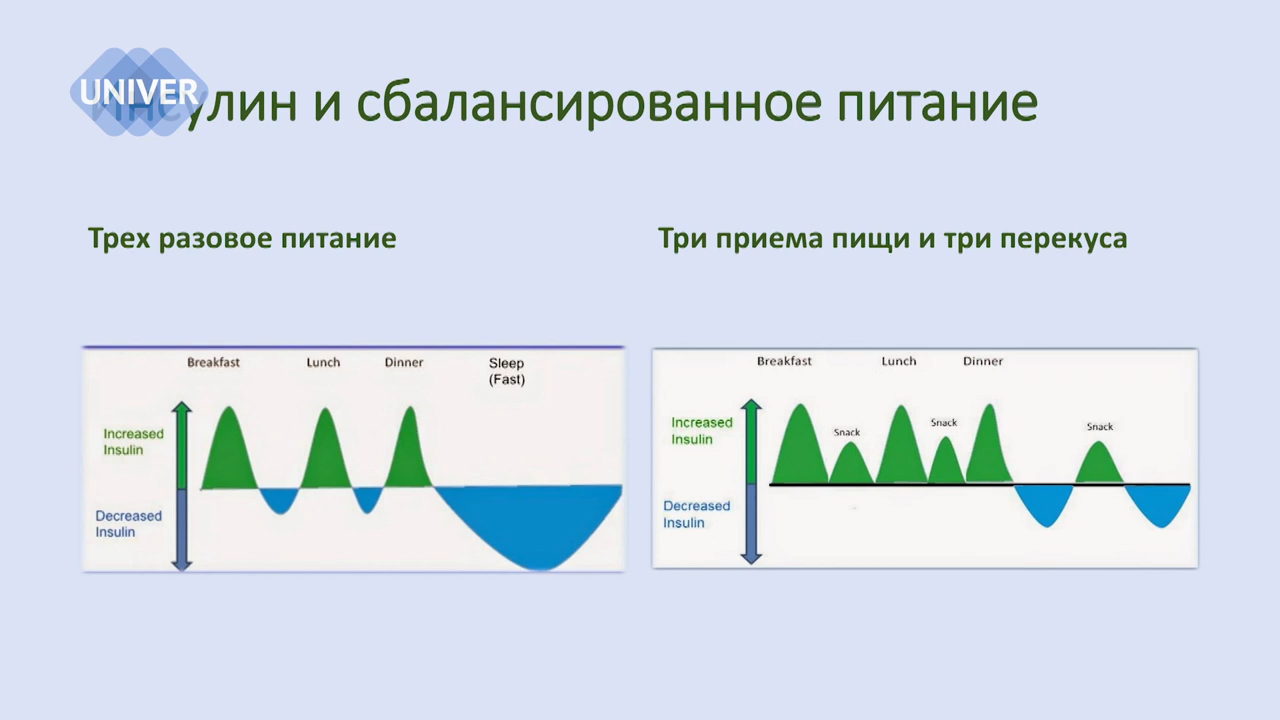 UNIVER
Инсулин и сбалансированное питание
Трех разовое питание
Три приема пищи и три перекуса
Breakfast
Lunch
Dinner
Sleep
(Fast)
Increased
Insulin
Decreased
Insulin
Breakfast
Lunch
Dinner
Snack
Snack
Snack
Increased
Insulin
Decreased
Insulin